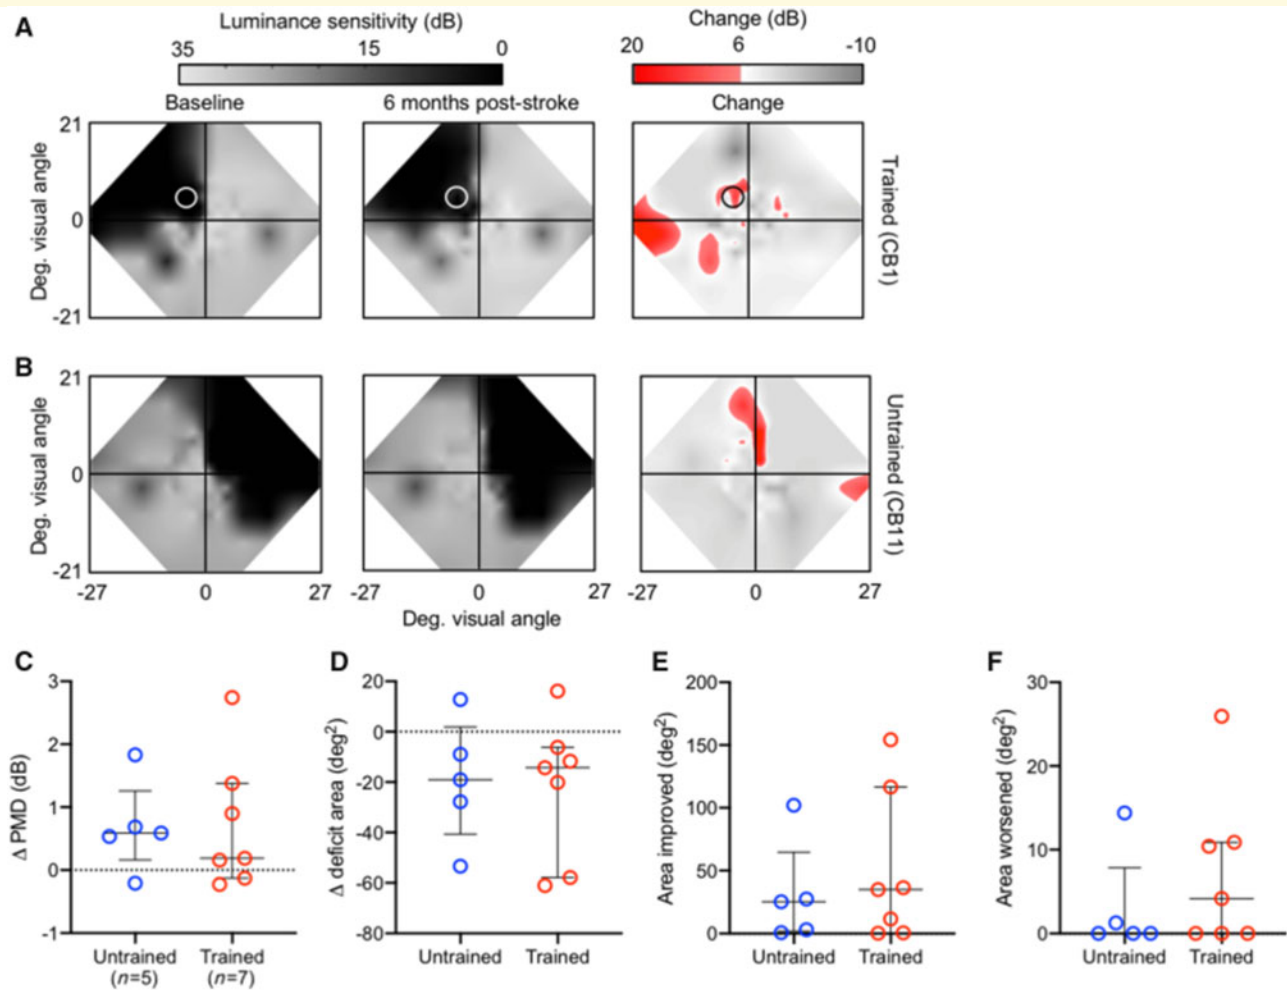 A
Luminance sensitivity (dB)
Change (dB)
35 15 0
20 6 -10
Baseline
6 months post-stroke
Change
21
0
-21
Deg. visual angle
Trained (CB1)
B
21
0
-21
Deg. visual angle
Untrained (CB11)
-27 0 27
-27 0 27
-27 0 27
Deg. visual angle
C
3
2
1
0
-1
Δ PMD (dB)
Untrained Trained
(n=5) (n=7)
D
20
0
-20
-40
-60
-80
Δ deficit area (deg²)
Untrained Trained
E
200
150
100
50
0
Area improved (deg²)
Untrained Trained
F
30
20
10
0
Area worsened (deg²)
Untrained Trained